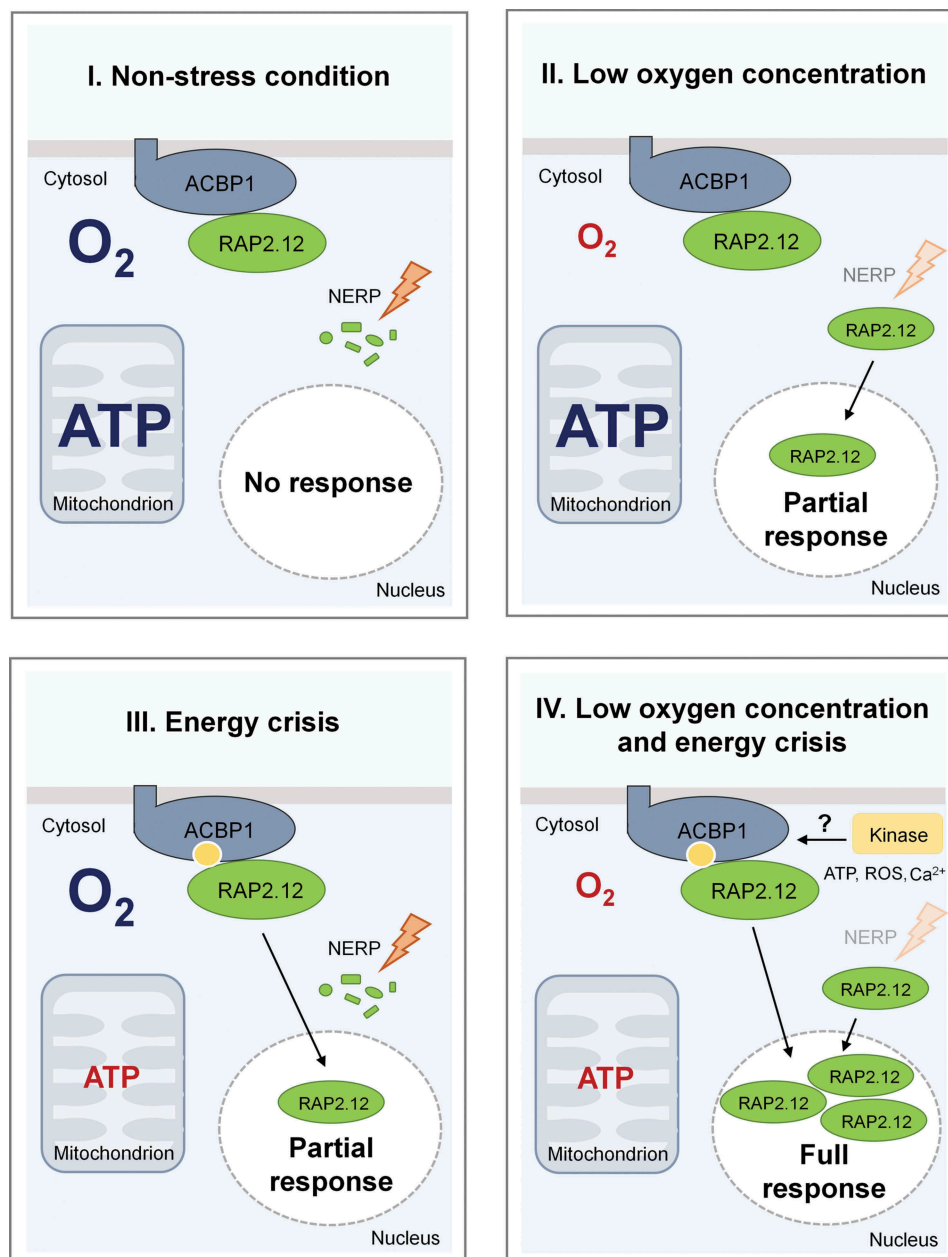 I. Non-stress condition
Cytosol
ACBP1
RAP2.12
O₂
NERP
ATP
Mitochondrion
No response
Nucleus
II. Low oxygen concentration
Cytosol
ACBP1
RAP2.12
O₂
NERP
RAP2.12
ATP
Mitochondrion
RAP2.12
Partial
response
Nucleus
III. Energy crisis
Cytosol
ACBP1
RAP2.12
O₂
NERP
ATP
Mitochondrion
RAP2.12
Partial
response
Nucleus
IV. Low oxygen concentration
and energy crisis
Cytosol
ACBP1
?
Kinase
ATP, ROS, Ca²⁺
RAP2.12
O₂
NERP
RAP2.12
ATP
Mitochondrion
RAP2.12
RAP2.12
RAP2.12
Full
response
Nucleus